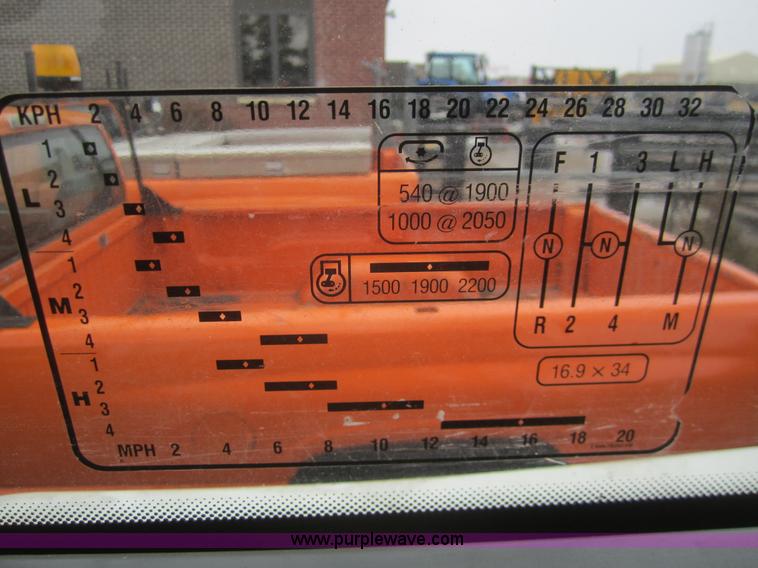 KPH 2 4 6 8 10 12 14 16 18 20 22 24 26 28 30 32
L
1
2
3
4
M
1
2
3
4
H
1
2
3
4
540 @ 1900
1000 @ 2050
1500 1900 2200
F 1 3 L H
N N N
R 2 4 M
16.9 × 34
MPH 2 4 6 8 10 12 14 16 18 20
www.purplewave.com